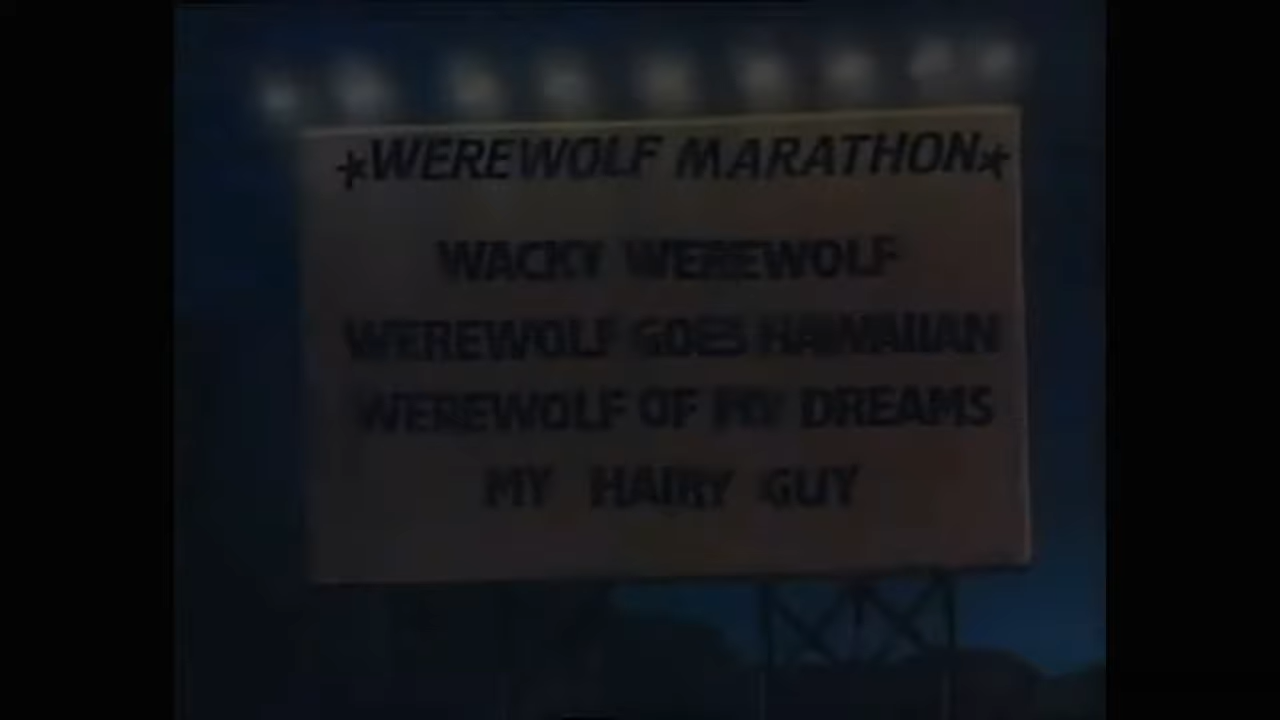 *WEREWOLF MARATHON*
WACKY WEREWOLF
WEREWOLF GOES HAWAIIAN
WEREWOLF OF MY DREAMS
MY HAIRY GUY